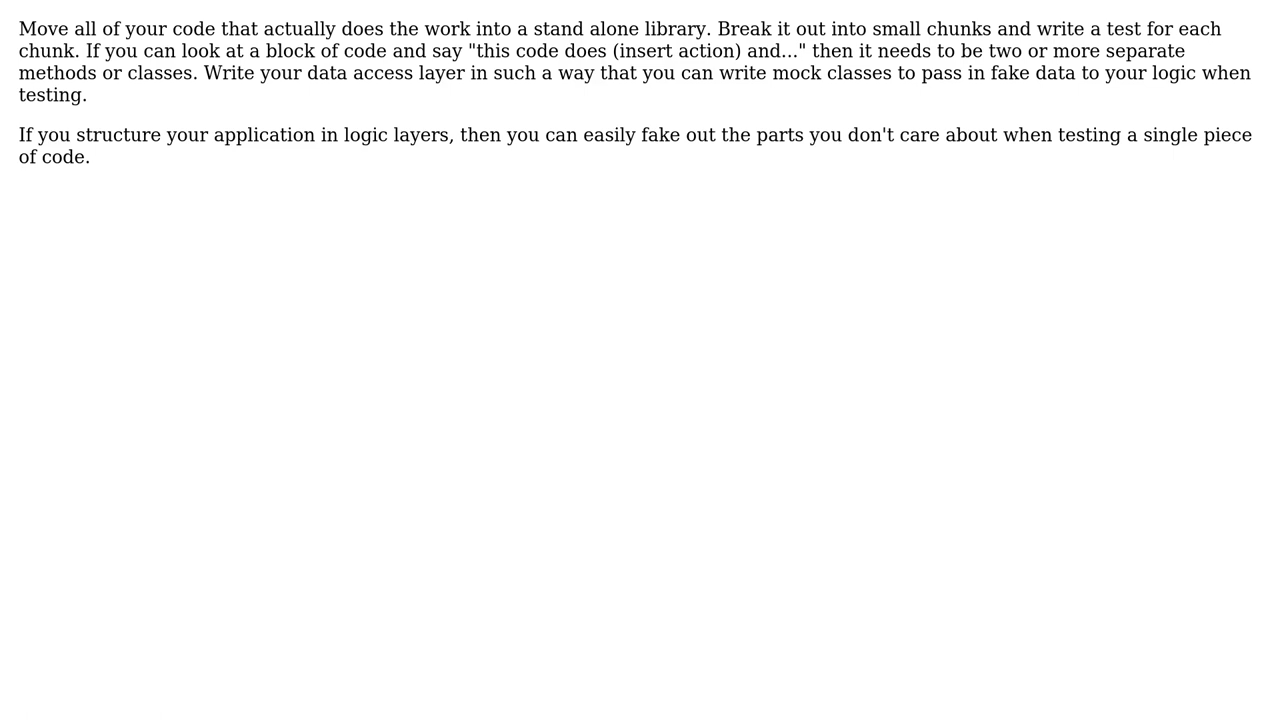 Move all of your code that actually does the work into a stand alone library. Break it out into small chunks and write a test for each
chunk. If you can look at a block of code and say "this code does (insert action) and..." then it needs to be two or more separate
methods or classes. Write your data access layer in such a way that you can write mock classes to pass in fake data to your logic when
testing.
If you structure your application in logic layers, then you can easily fake out the parts you don't care about when testing a single piece
of code.